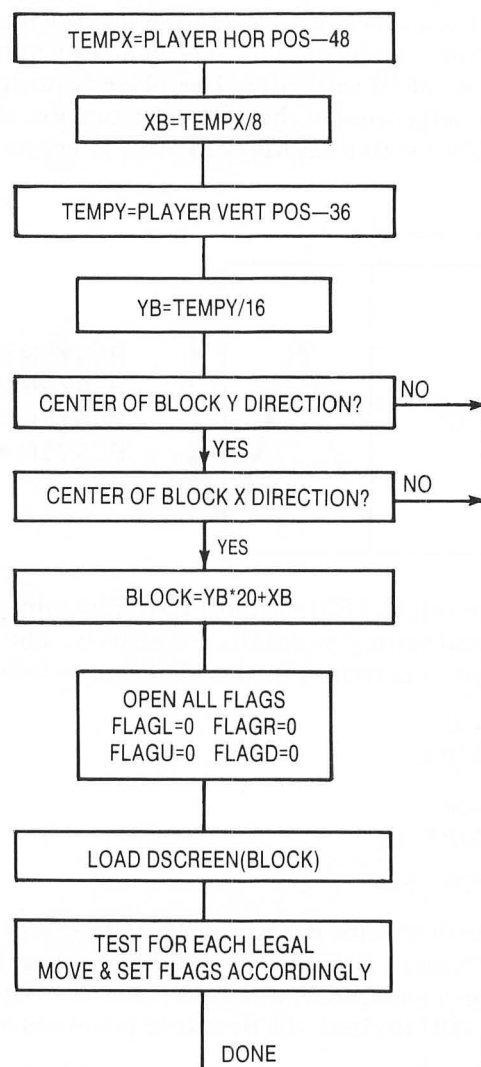 TEMPX=PLAYER HOR POS—48
XB=TEMPX/8
TEMPY=PLAYER VERT POS—36
YB=TEMPY/16
CENTER OF BLOCK Y DIRECTION?
NO
YES
CENTER OF BLOCK X DIRECTION?
NO
YES
BLOCK=YB*20+XB
OPEN ALL FLAGS
FLAGL=0 FLAGR=0
FLAGU=0 FLAGD=0
LOAD DSCREEN(BLOCK)
TEST FOR EACH LEGAL
MOVE & SET FLAGS ACCORDINGLY
DONE